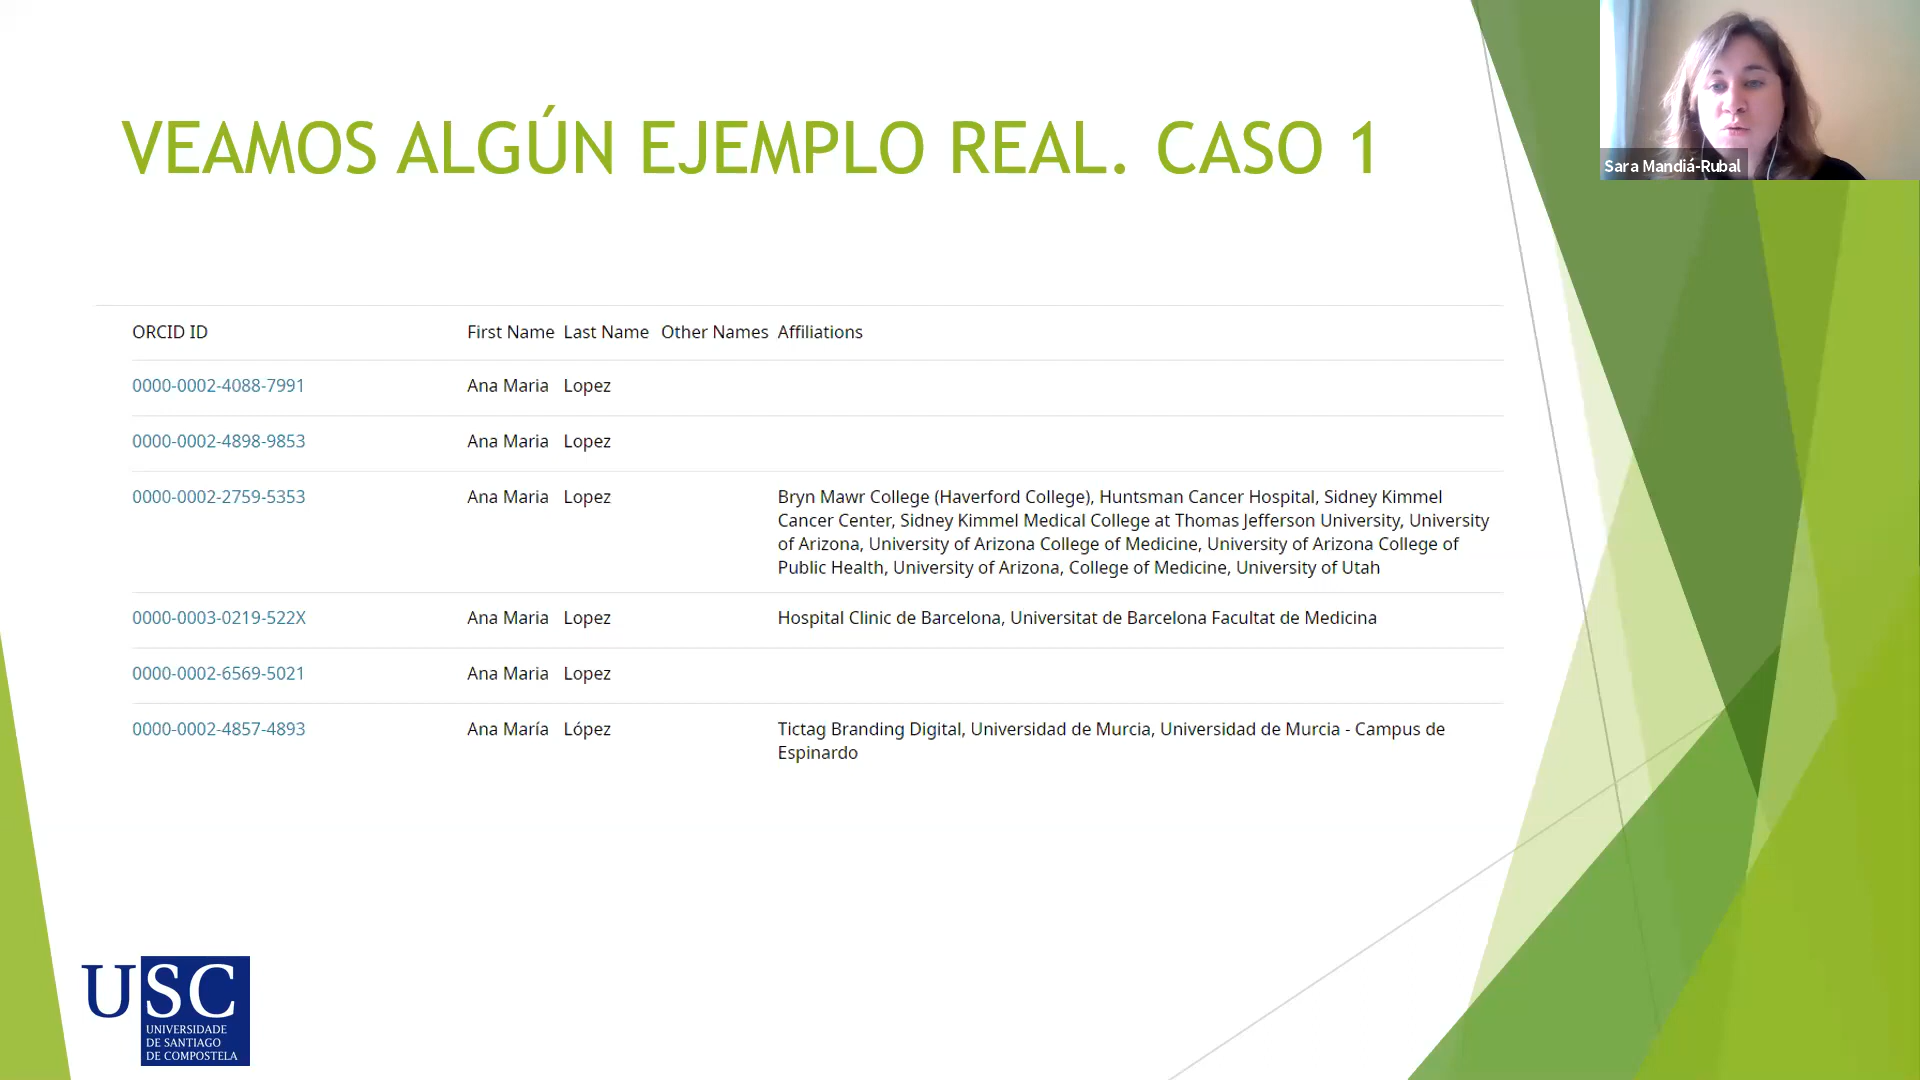 VEAMOS ALGÚN EJEMPLO REAL. CASO 1
Sara Mandiá-Rubal
ORCID ID First Name Last Name Other Names Affiliations
0000-0002-4088-7991 Ana Maria Lopez
0000-0002-4898-9853 Ana Maria Lopez
0000-0002-2759-5353 Ana Maria Lopez Bryn Mawr College (Haverford College), Huntsman Cancer Hospital, Sidney Kimmel
Cancer Center, Sidney Kimmel Medical College at Thomas Jefferson University, University
of Arizona, University of Arizona College of Medicine, University of Arizona College of
Public Health, University of Arizona, College of Medicine, University of Utah
0000-0003-0219-522X Ana Maria Lopez Hospital Clinic de Barcelona, Universitat de Barcelona Facultat de Medicina
0000-0002-6569-5021 Ana Maria Lopez
0000-0002-4857-4893 Ana María López Tictag Branding Digital, Universidad de Murcia, Universidad de Murcia - Campus de
Espinardo
USC
UNIVERSIDADE
DE SANTIAGO
DE COMPOSTELA